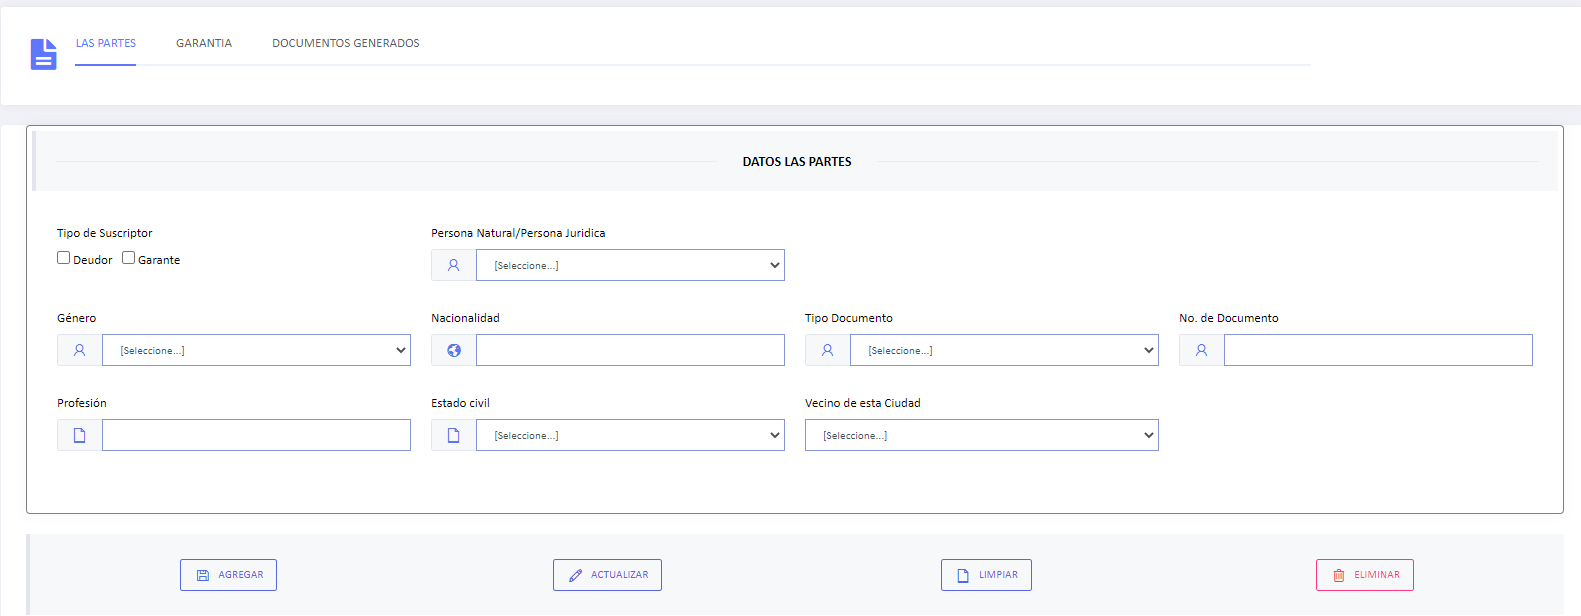 LAS PARTES GARANTIA DOCUMENTOS GENERADOS
DATOS LAS PARTES
Tipo de Suscriptor Persona Natural/Persona Juridica
Deudor Garante [Seleccione...]
Género Nacionalidad Tipo Documento No. de Documento
[Seleccione...] [Seleccione...]
Profesión Estado civil Vecino de esta Ciudad
[Seleccione...] [Seleccione...]
AGREGAR ACTUALIZAR LIMPIAR ELIMINAR